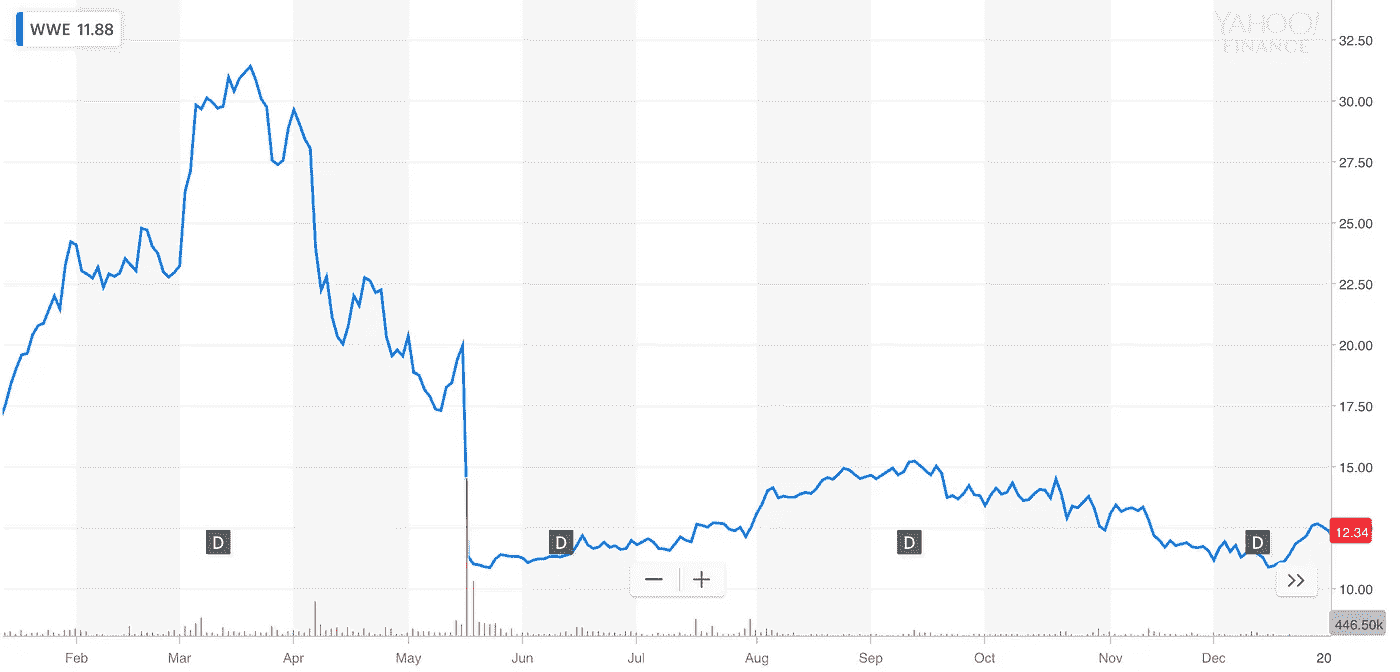 WWE 11.88
YAHOO!
FINANCE
32.50
30.00
27.50
25.00
22.50
20.00
17.50
15.00
12.34
10.00
446.50k
D
D
D
D
Feb
Mar
Apr
May
Jun
Jul
Aug
Sep
Oct
Nov
Dec
20